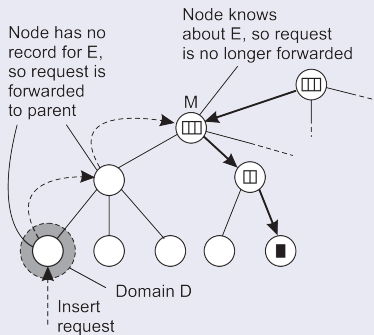 Node has no
record for E,
so request is
forwarded
to parent
Node knows
about E, so request
is no longer forwarded
M
Domain D
Insert
request